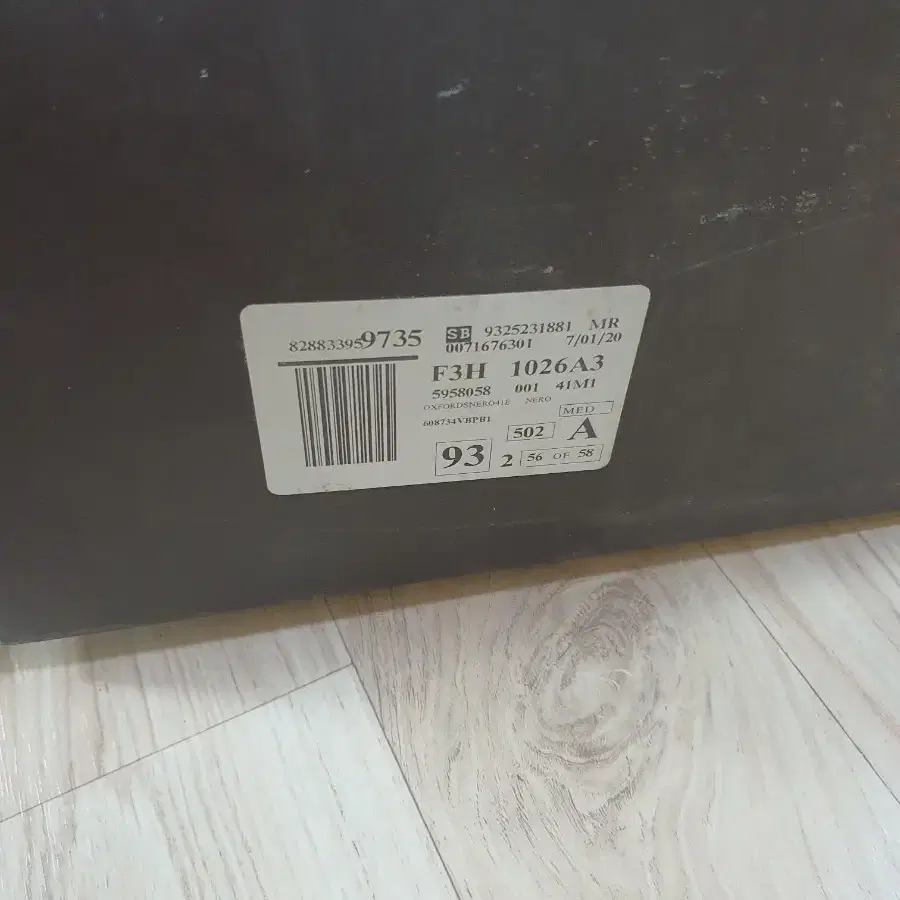 828833959735 SB 9325231881 MR
0071676301 7/01/20
F3H 1026A3
5958058 001 41M1
OXFORDSNERO41E NERO
608734VBPB1 MED
502 A
93 2 56 OF 58